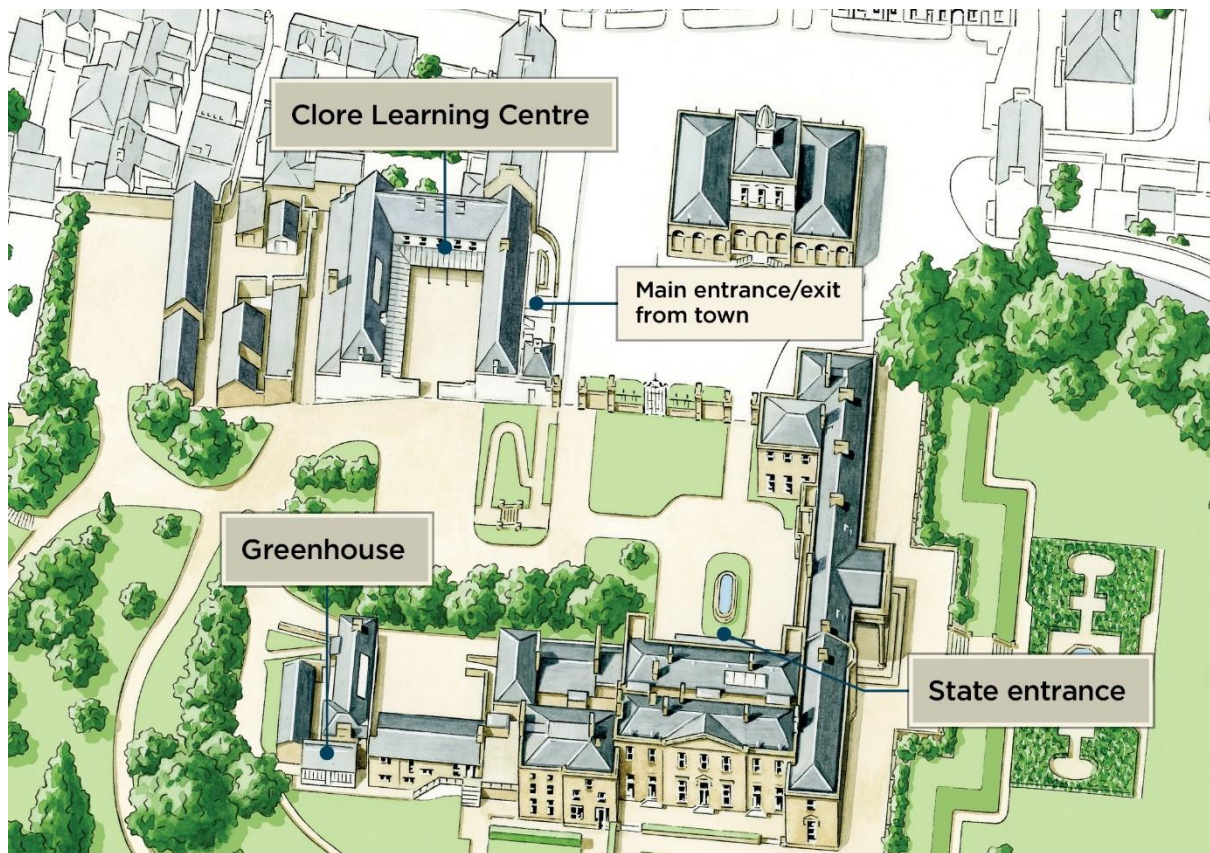 Clore Learning Centre
Main entrance/exit
from town
Greenhouse
State entrance